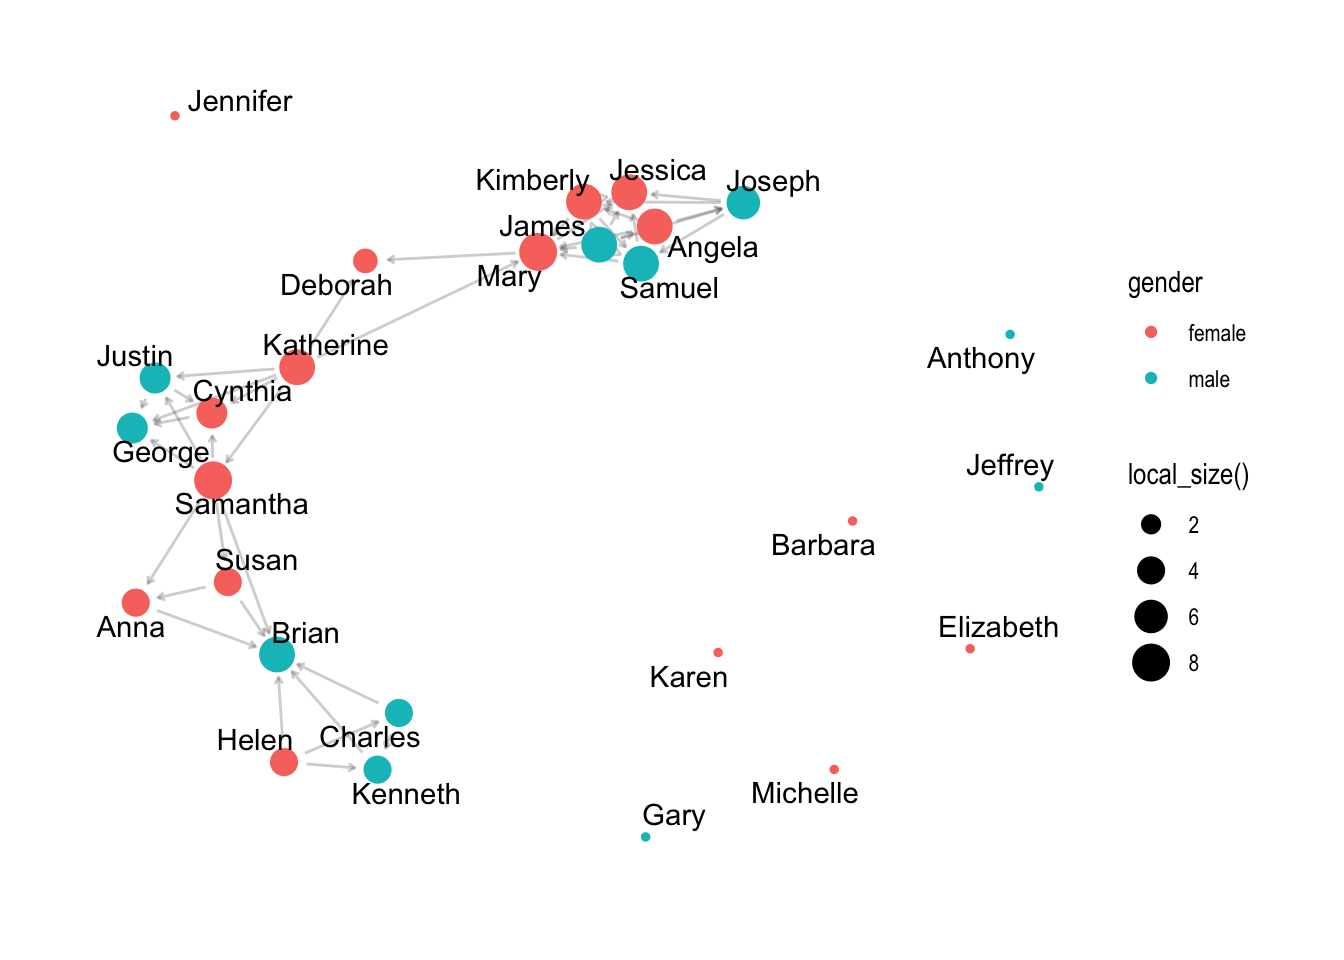 Jennifer
Kimberly
Jessica
Joseph
James
Angela
Mary
Samuel
Deborah
Katherine
Justin
Cynthia
George
Samantha
Susan
Anna
Brian
Helen
Charles
Kenneth
Anthony
Jeffrey
Barbara
Elizabeth
Karen
Michelle
Gary
gender
female
male
local_size()
2
4
6
8